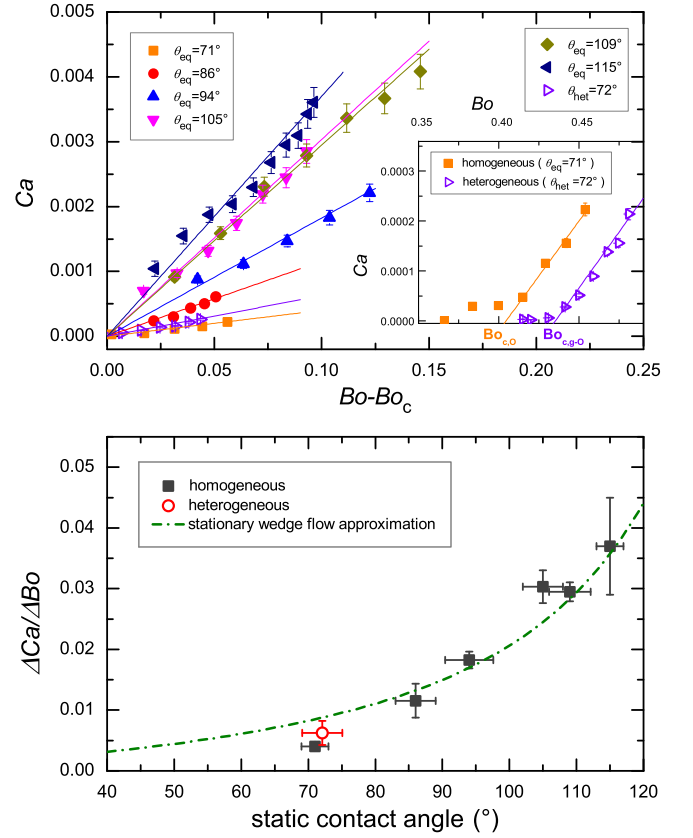 0.005
0.004
0.003
0.002
0.001
0.000
Ca
θeq=71°
θeq=86°
θeq=94°
θeq=105°
θeq=109°
θeq=115°
θhet=72°
Bo
0.35 0.40 0.45
homogeneous ( θeq=71° )
heterogeneous ( θhet=72° )
0.0003
0.0002
0.0001
0.0000
Ca
Boc,O Boc,g-O
0.00 0.05 0.10 0.15 0.20 0.25
Bo-Boc
0.05
0.04
0.03
0.02
0.01
0.00
ΔCa/ΔBo
homogeneous
heterogeneous
stationary wedge flow approximation
40 50 60 70 80 90 100 110 120
static contact angle (°)